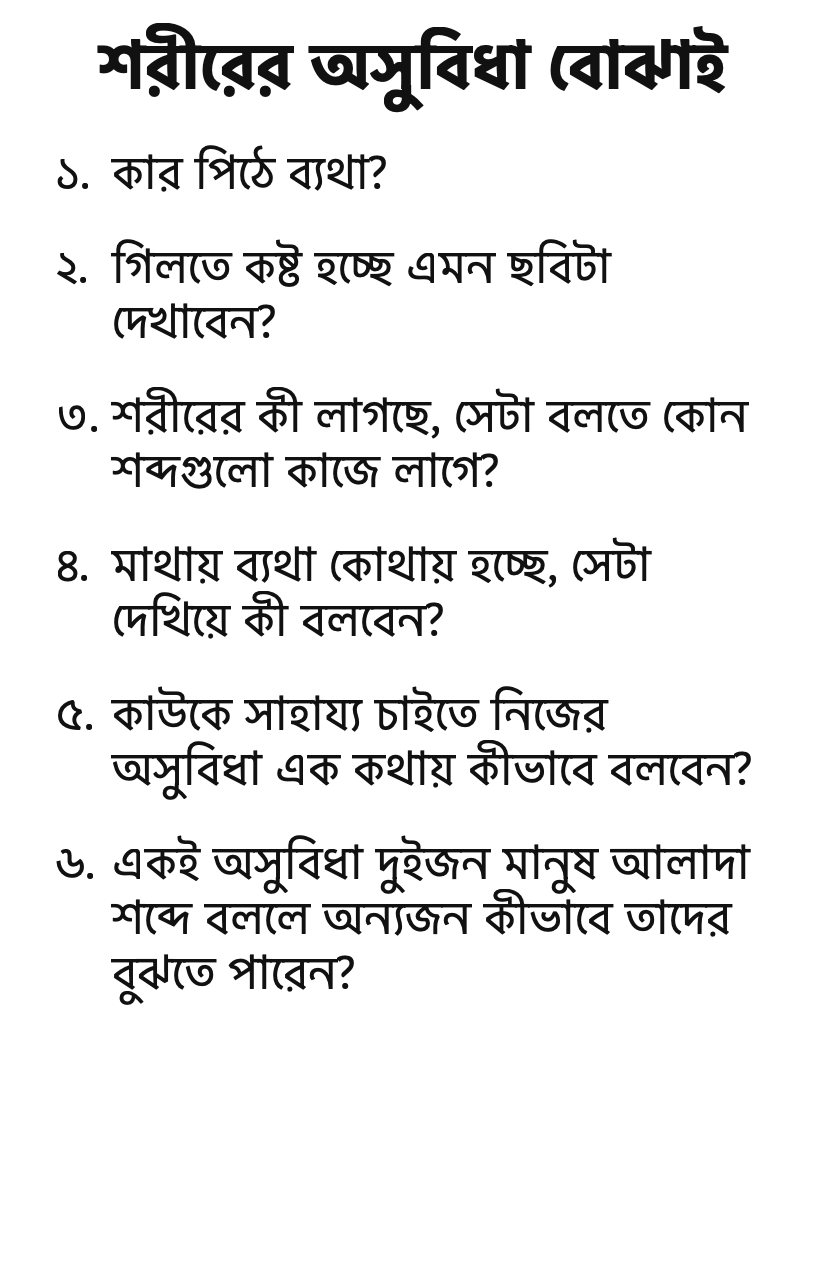 শরীরের অসুবিধা বোঝাই
১. কার পিঠে ব্যথা?
২. গিলতে কষ্ট হচ্ছে এমন ছবিটা
দেখাবেন?
৩. শরীরের কী লাগছে, সেটা বলতে কোন
শব্দগুলো কাজে লাগে?
৪. মাথায় ব্যথা কোথায় হচ্ছে, সেটা
দেখিয়ে কী বলবেন?
৫. কাউকে সাহায্য চাইতে নিজের
অসুবিধা এক কথায় কীভাবে বলবেন?
৬. একই অসুবিধা দুইজন মানুষ আলাদা
শব্দে বললে অন্যজন কীভাবে তাদের
বুঝতে পারেন?